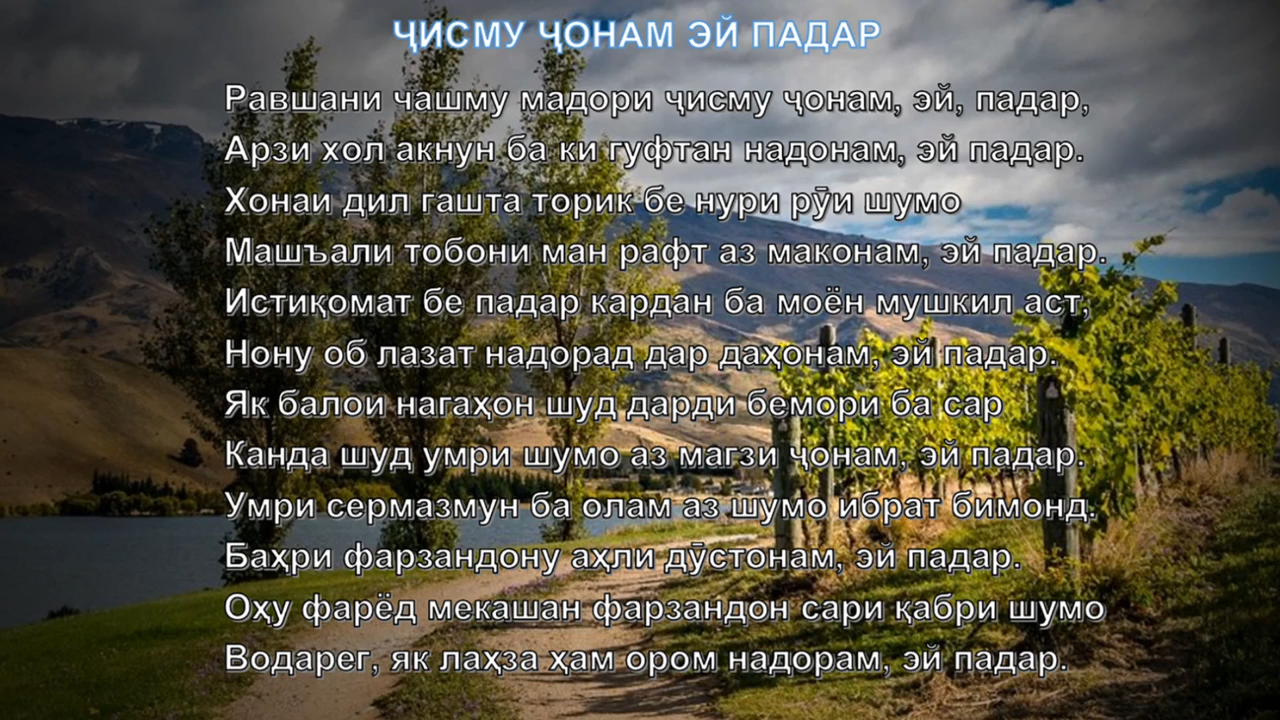 ҶИСМУ ҶОНАМ ЭЙ ПАДАР
Равшани чашму мадори ҷисму ҷонам, эй, падар,
Арзи хол акнун ба ки гуфтан надонам, эй падар.
Хонаи дил гашта торик бе нури рӯи шумо
Машъали тобони ман рафт аз маконам, эй падар.
Истиқомат бе падар кардан ба моён мушкил аст,
Нону об лазат надорад дар даҳонам, эй падар.
Як балои нагаҳон шуд дарди бемори ба сар
Канда шуд умри шумо аз магзи ҷонам, эй падар.
Умри сермазмун ба олам аз шумо ибрат бимонд.
Баҳри фарзандону аҳли дӯстонам, эй падар.
Оҳу фарёд мекашан фарзандон сари қабри шумо
Водарег, як лаҳза ҳам ором надорам, эй падар.